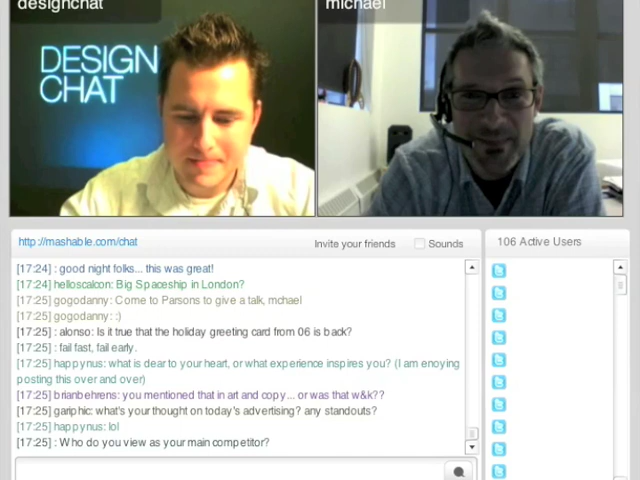 designchat
michael
DESIGN
CHAT
http://mashable.com/chat
Invite your friends
Sounds
106 Active Users
[17:24] : good night folks... this was great!
[17:24] helloscalcon: Big Spaceship in London?
[17:25] gogodanny: Come to Parsons to give a talk, mchael
[17:25] gogodanny: :)
[17:25] : alonso: Is it true that the holiday greeting card from 06 is back?
[17:25] : fail fast, fail early.
[17:25] happynus: what is dear to your heart, or what experience inspires you? (I am enoying
posting this over and over)
[17:25] brianbehrens: you mentioned that in art and copy... or was that w&k??
[17:25] gariphic: what's your thought on today's advertising? any standouts?
[17:25] happynus: lol
[17:25] : Who do you view as your main competitor?